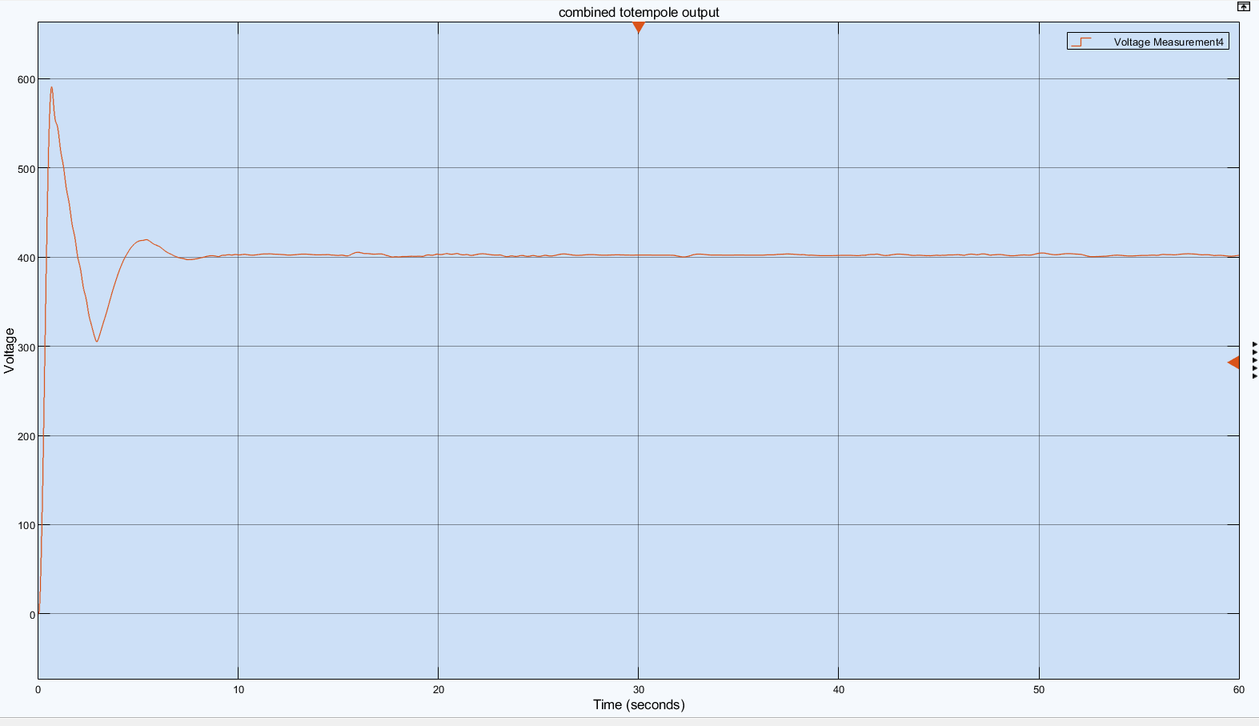 combined totempole output
Voltage Measurement4
600
500
400
300
200
100
0
Voltage
0 10 20 30 40 50 60
Time (seconds)